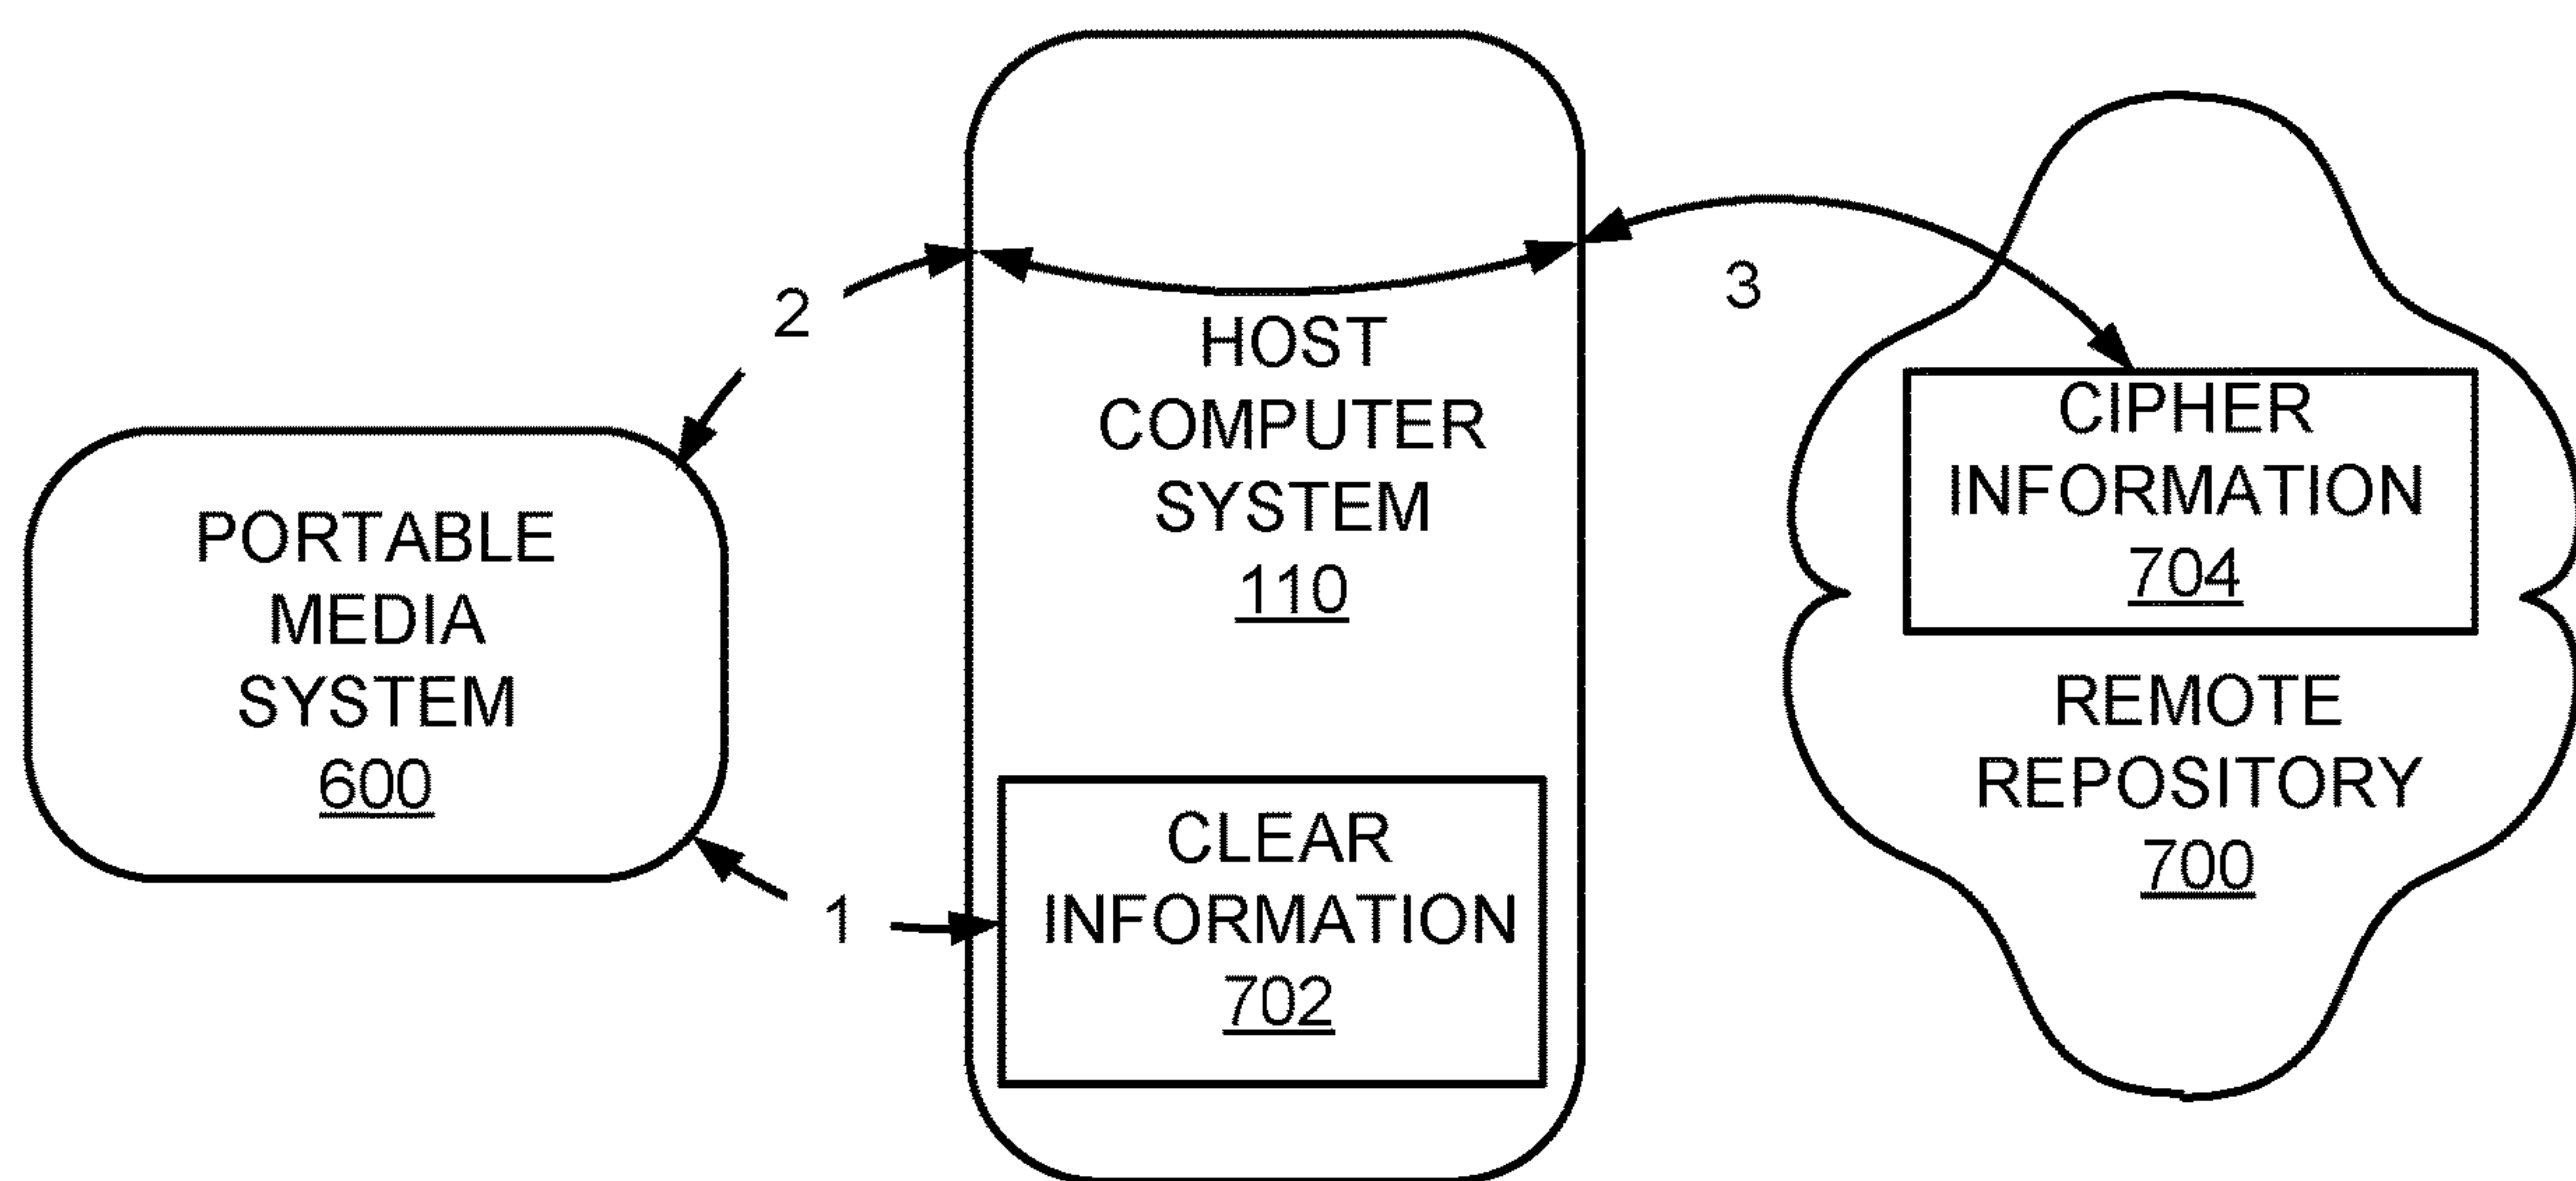 2
3
1
PORTABLE
MEDIA
SYSTEM
600
HOST
COMPUTER
SYSTEM
110
CLEAR
INFORMATION
702
CIPHER
INFORMATION
704
REMOTE
REPOSITORY
700